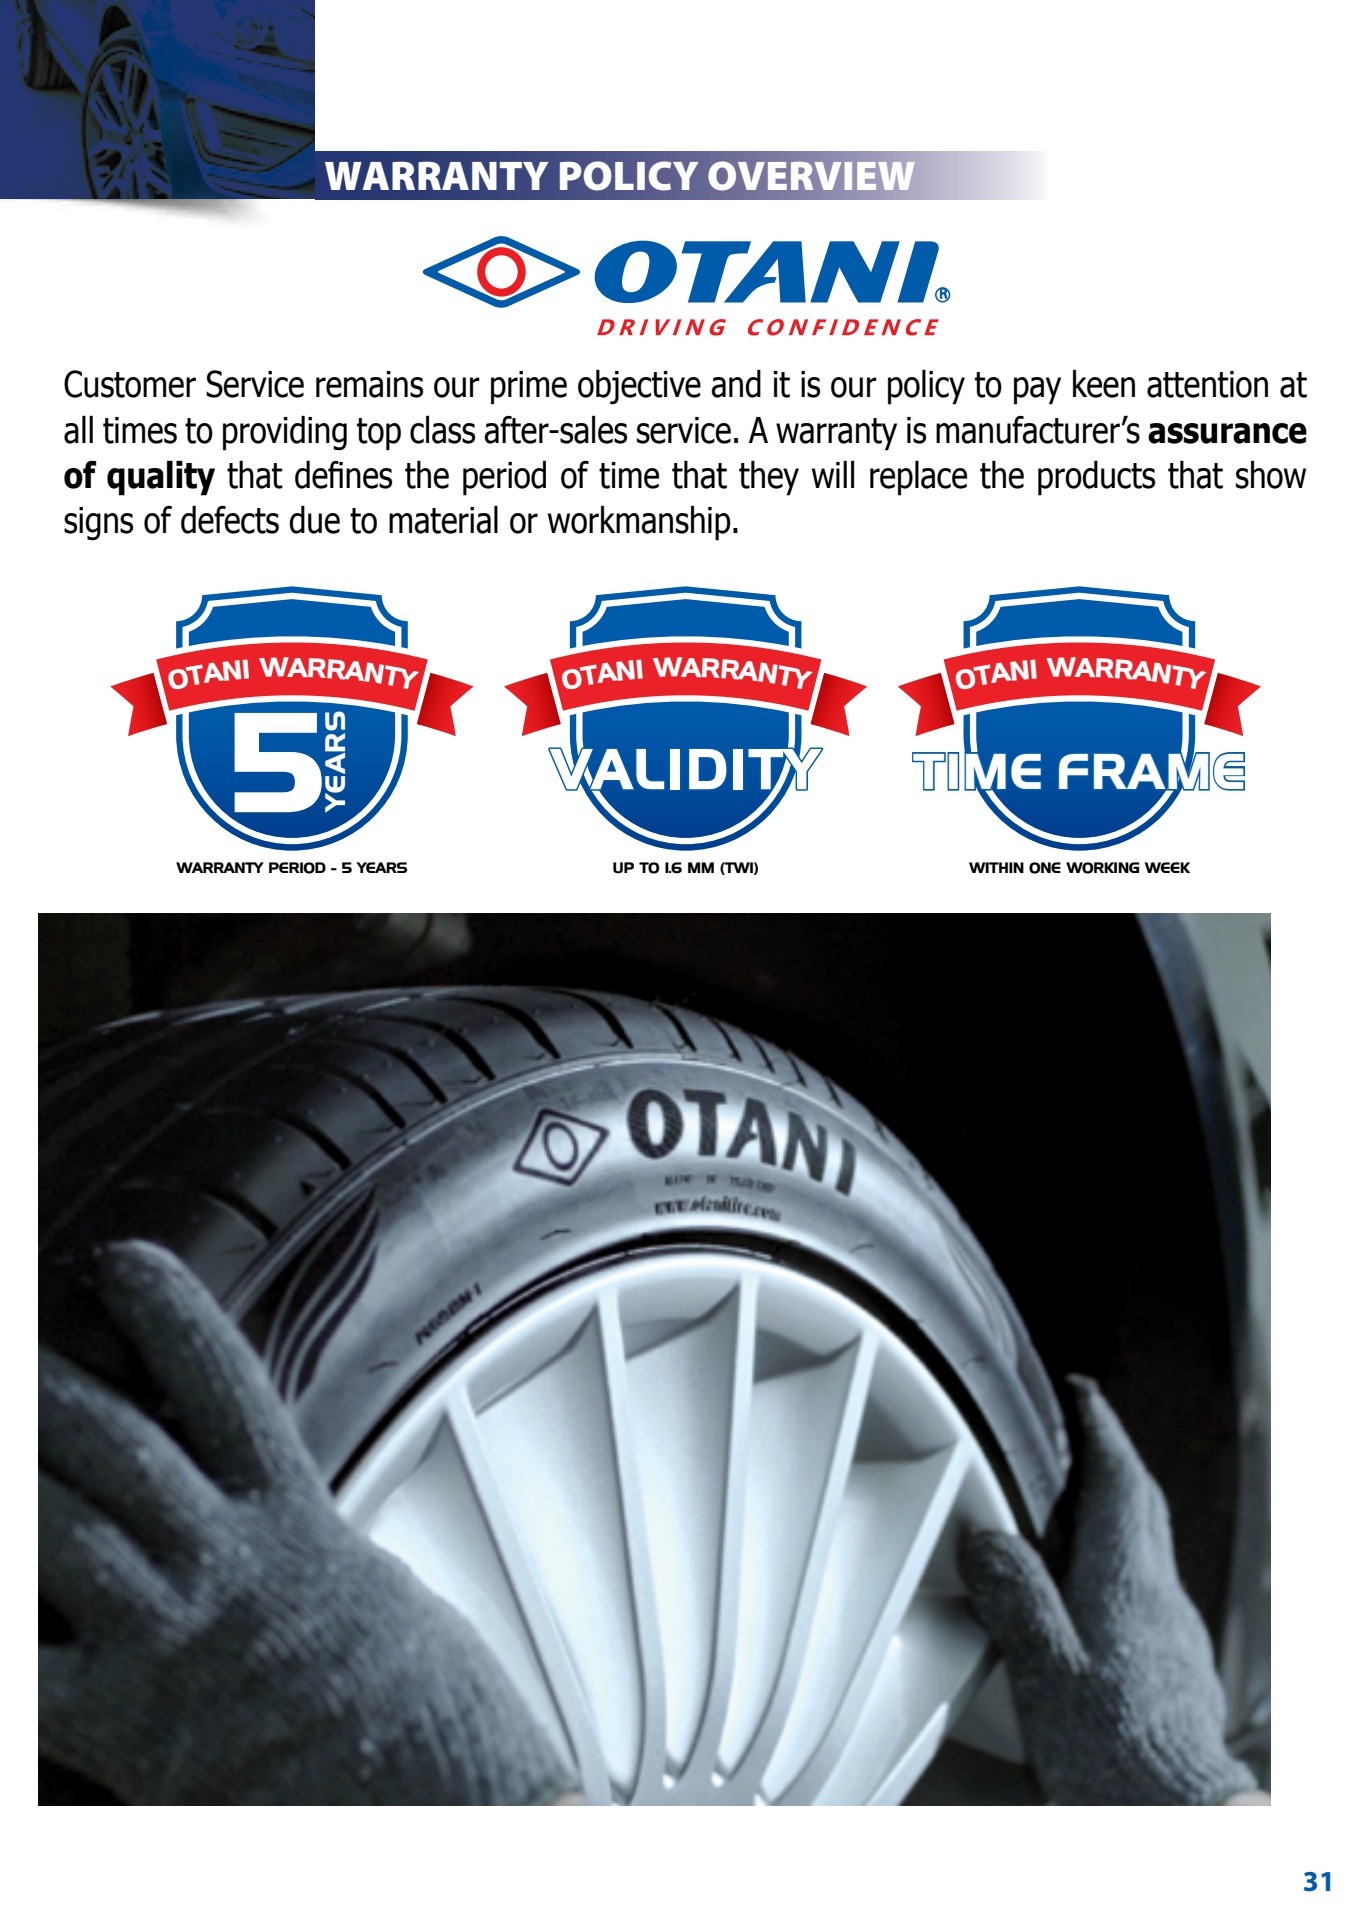 WARRANTY POLICY OVERVIEW
OTANI®
DRIVING CONFIDENCE
Customer Service remains our prime objective and it is our policy to pay keen attention at
all times to providing top class after-sales service. A warranty is manufacturer’s assurance
of quality that defines the period of time that they will replace the products that show
signs of defects due to material or workmanship.
OTANI WARRANTY
5 YEARS
WARRANTY PERIOD - 5 YEARS
OTANI WARRANTY
VALIDITY
UP TO 1.6 MM (TWI)
OTANI WARRANTY
TIME FRAME
WITHIN ONE WORKING WEEK
OTANI
www.otanitire.com
31